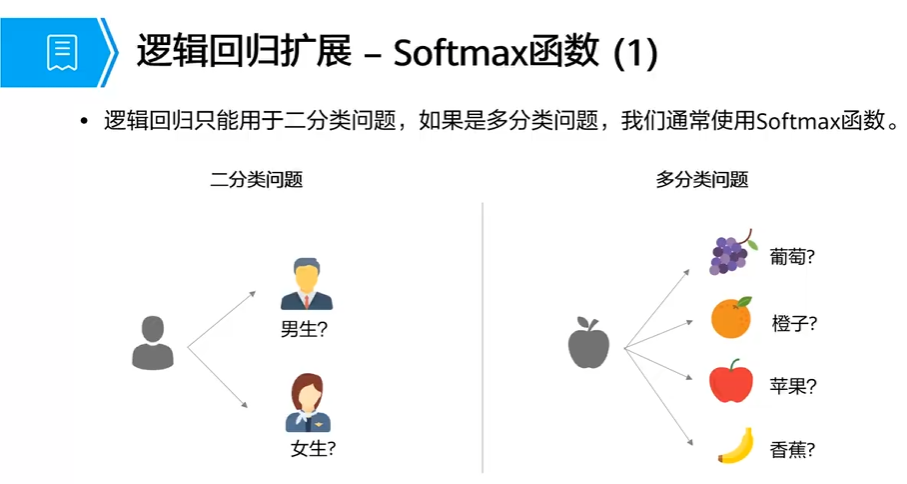 逻辑回归扩展 – Softmax函数 (1)
• 逻辑回归只能用于二分类问题，如果是多分类问题，我们通常使用Softmax函数。
二分类问题
多分类问题
男生?
女生?
葡萄?
橙子?
苹果?
香蕉?